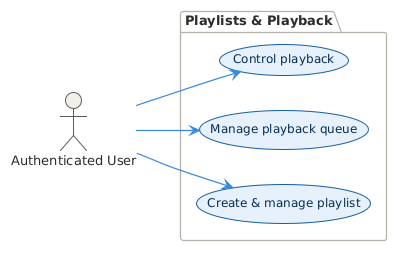 Playlists & Playback
Control playback
Manage playback queue
Authenticated User
Create & manage playlist